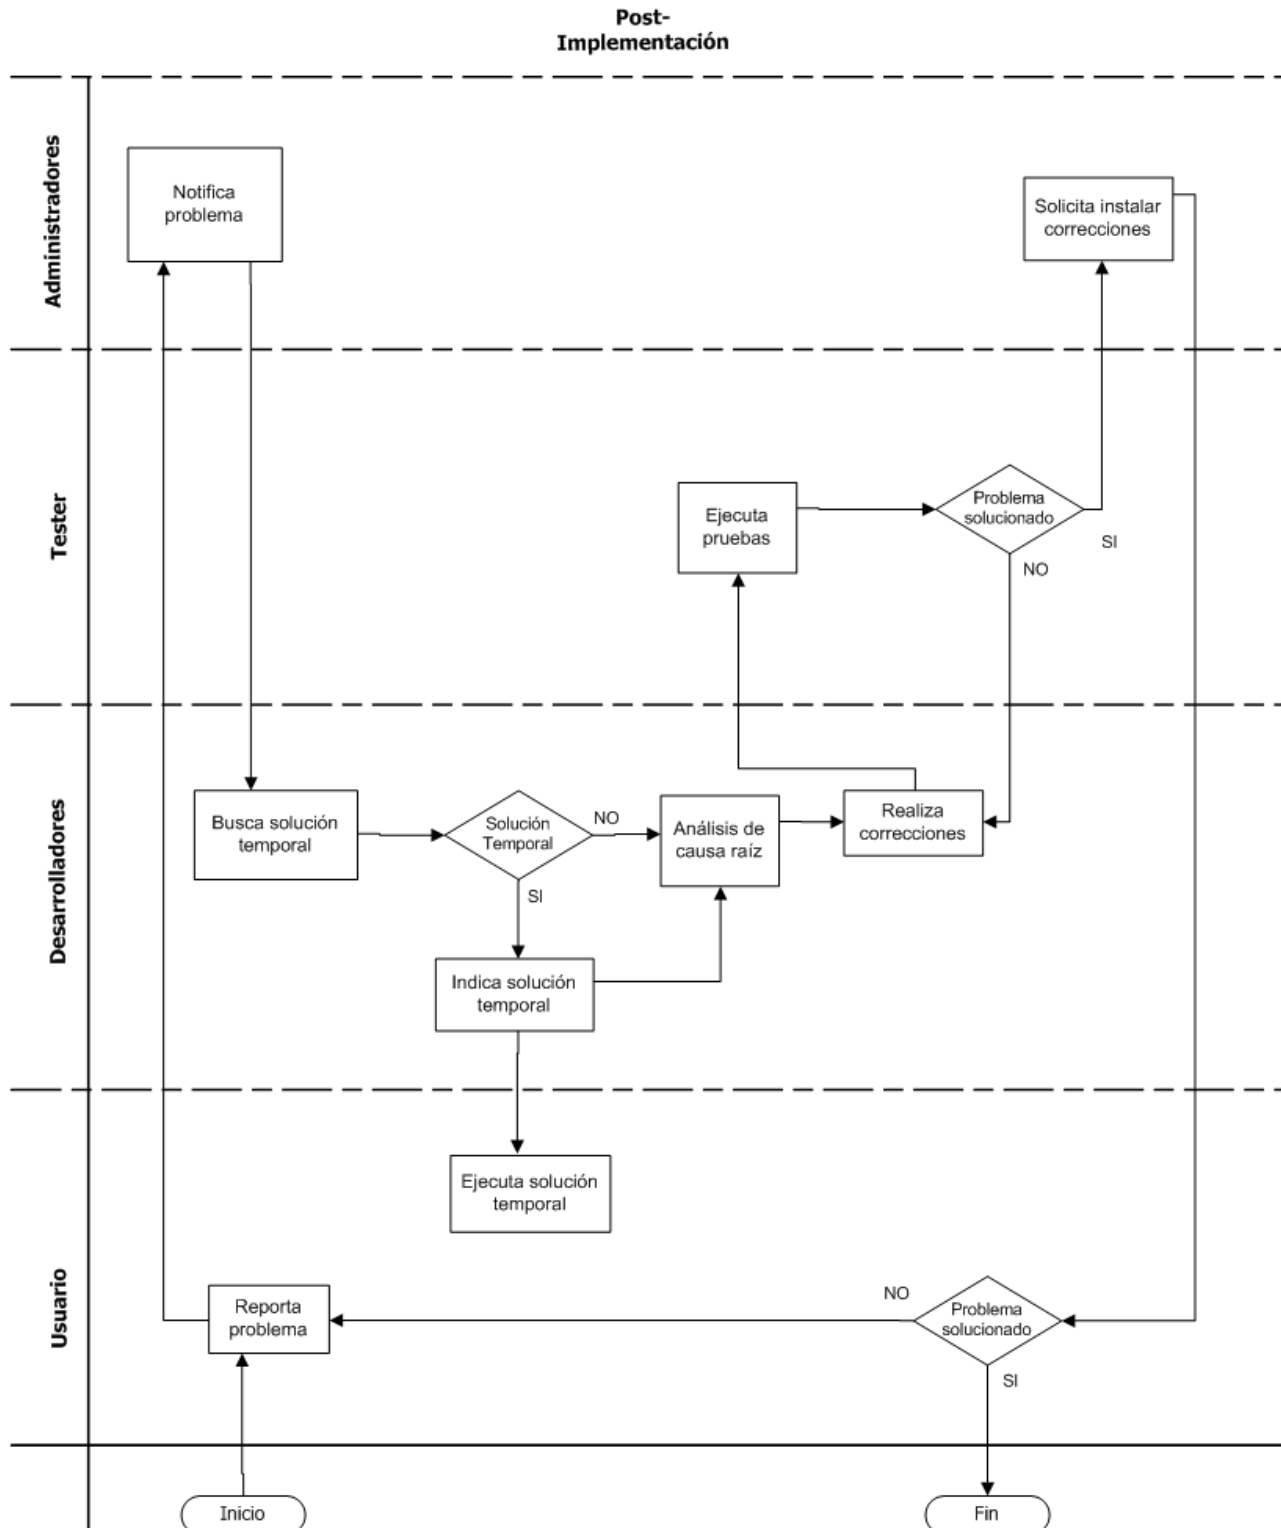 Post-
Implementación
Administradores
Notifica
problema
Solicita instalar
correcciones
Tester
Ejecuta
pruebas
Problema
solucionado
SI
NO
Desarrolladores
Busca solución
temporal
Solución
Temporal
NO
SI
Análisis de
causa raíz
Realiza
correcciones
Indica solución
temporal
Usuario
Ejecuta solución
temporal
Reporta
problema
NO
Problema
solucionado
SI
Inicio
Fin